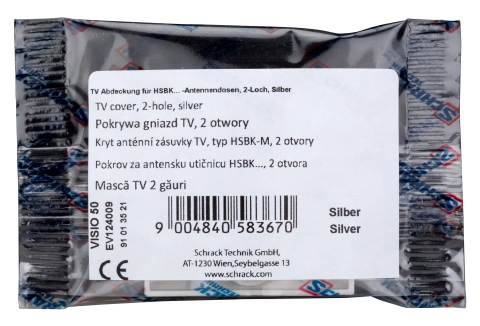 TV Abdeckung für HSBK... -Antennendosen, 2-Loch, Silber
TV cover, 2-hole, silver
Pokrywa gniazd TV, 2 otwory
Kryt anténní zásuvky TV, typ HSBK-M, 2 otvory
Pokrov za antensku utičnicu HSBK..., 2 otvora
Mască TV 2 găuri
VISIO 50
EV124009
91 01 35 21
9 004840 583670
Silber
Silver
Schrack Technik GmbH,
AT-1230 Wien,Seybelgasse 13
www.schrack.com
CE